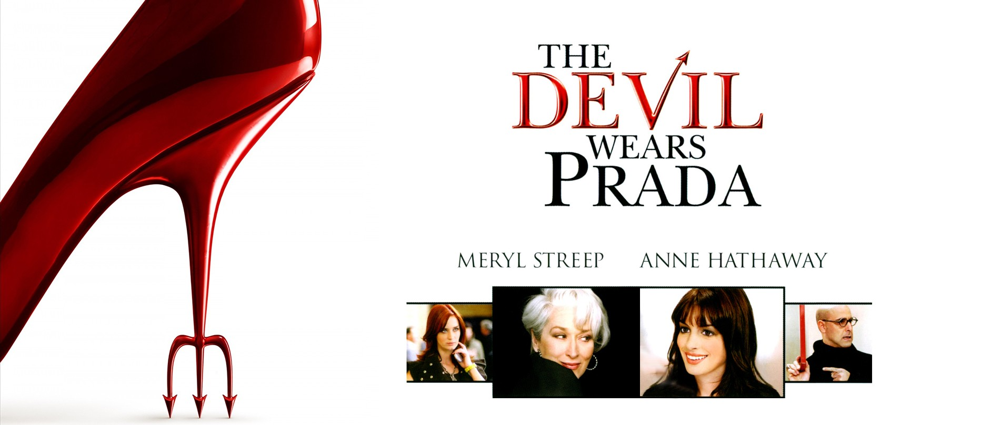 THE
DEVIL
WEARS
PRADA
MERYL STREEP ANNE HATHAWAY